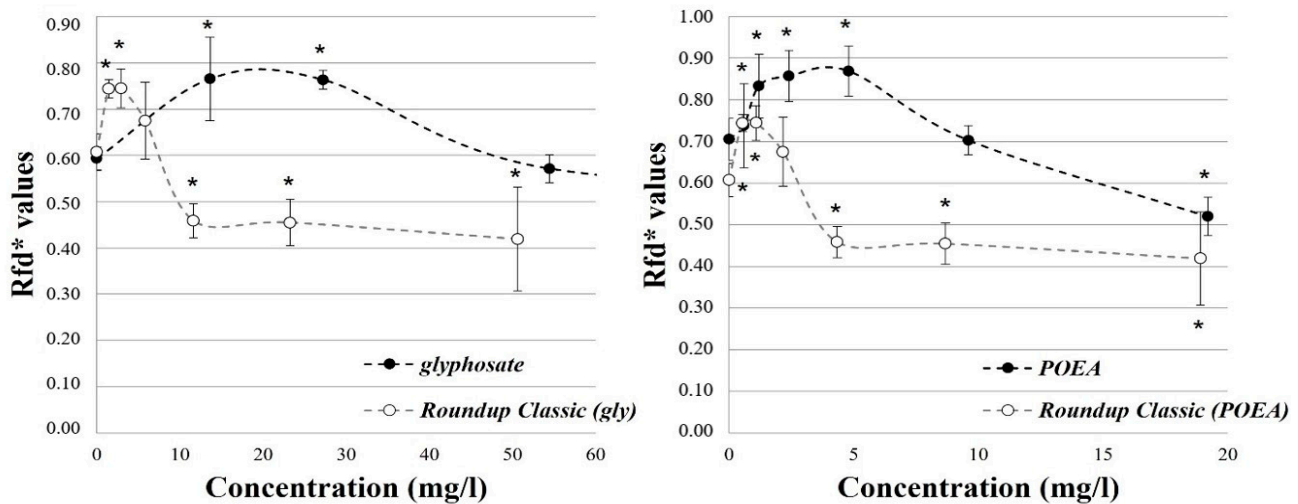 0.90
0.80
0.70
0.60
0.50
0.40
0.30
0.20
0.10
0.00
Rfd* values
* * * * * * *
glyphosate
Roundup Classic (gly)
0 10 20 30 40 50 60
Concentration (mg/l)
1.00
0.90
0.80
0.70
0.60
0.50
0.40
0.30
0.20
0.10
0.00
Rfd* values
* * * * * * * * * *
POEA
Roundup Classic (POEA)
0 5 10 15 20
Concentration (mg/l)